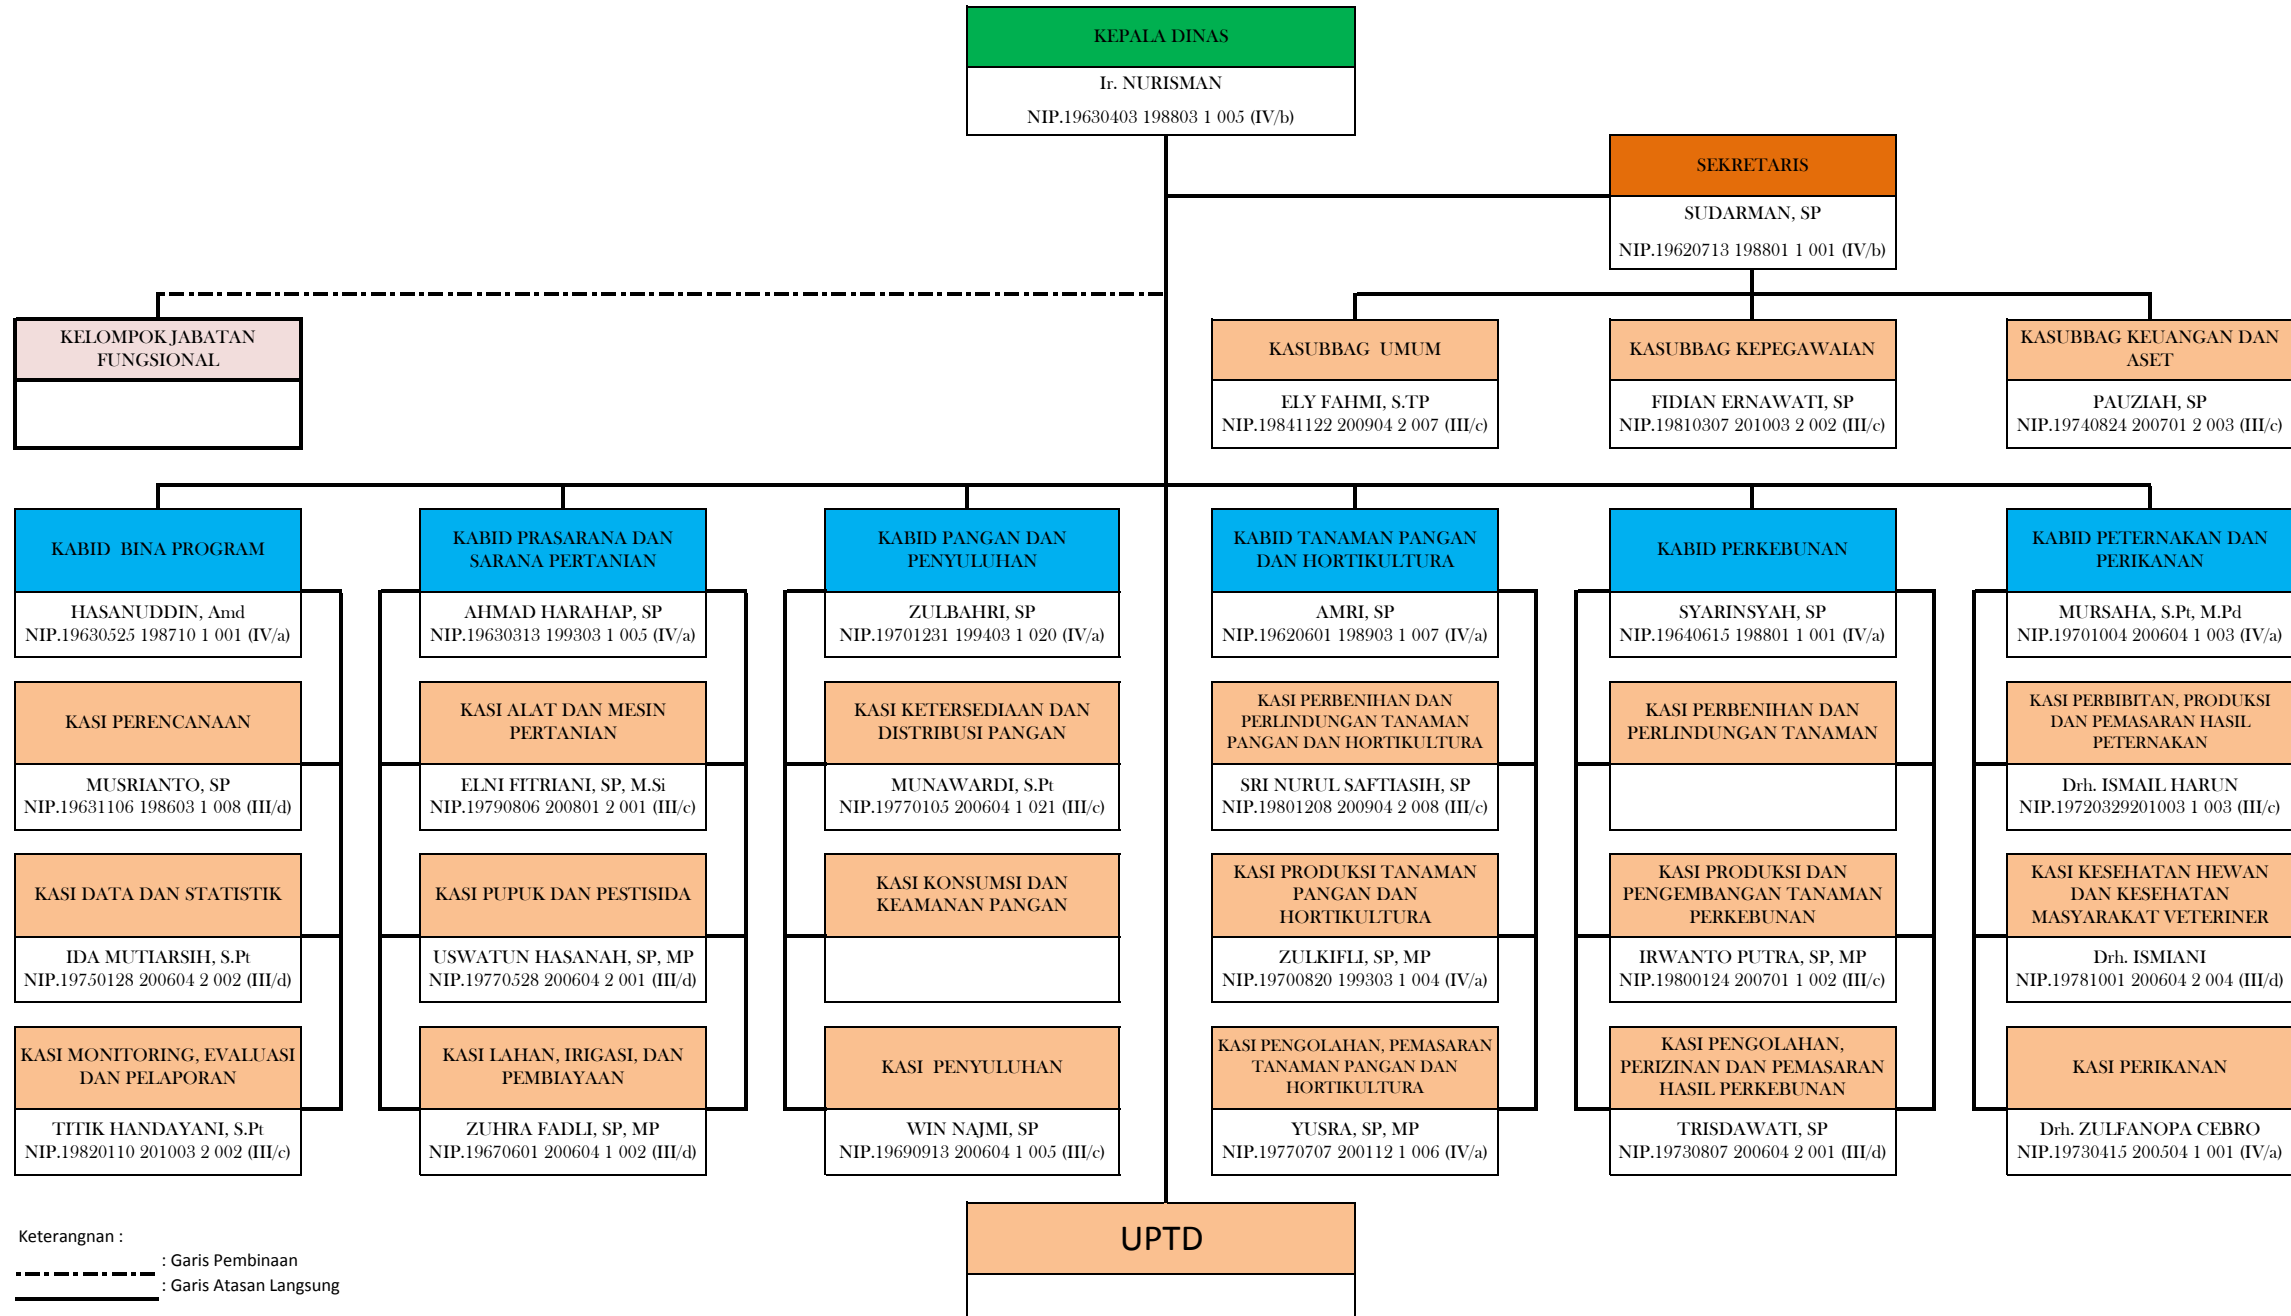 KEPALA DINAS
Ir. NURISMAN
NIP.19630403 198803 1 005 (IV/b)
SEKRETARIS
SUDARMAN, SP
NIP.19620713 198801 1 001 (IV/b)
KELOMPOK JABATAN
FUNGSIONAL
KASUBBAG UMUM
ELY FAHMI, S.TP
NIP.19841122 200904 2 007 (III/c)
KASUBBAG KEPEGAWAIAN
FIDIAN ERNAWATI, SP
NIP.19810307 201003 2 002 (III/c)
KASUBBAG KEUANGAN DAN
ASET
PAUZIAH, SP
NIP.19740824 200701 2 003 (III/c)
KABID BINA PROGRAM
HASANUDDIN, Amd
NIP.19630525 198710 1 001 (IV/a)
KASI PERENCANAAN
MUSRIANTO, SP
NIP.19631106 198603 1 008 (III/d)
KASI DATA DAN STATISTIK
IDA MUTIARSIH, S.Pt
NIP.19750128 200604 2 002 (III/d)
KASI MONITORING, EVALUASI
DAN PELAPORAN
TITIK HANDAYANI, S.Pt
NIP.19820110 201003 2 002 (III/c)
KABID PRASARANA DAN
SARANA PERTANIAN
AHMAD HARAHAP, SP
NIP.19630313 199303 1 005 (IV/a)
KASI ALAT DAN MESIN
PERTANIAN
ELNI FITRIANI, SP, M.Si
NIP.19790806 200801 2 001 (III/c)
KASI PUPUK DAN PESTISIDA
USWATUN HASANAH, SP, MP
NIP.19770528 200604 2 001 (III/d)
KASI LAHAN, IRIGASI, DAN
PEMBIAYAAN
ZUHRA FADLI, SP, MP
NIP.19670601 200604 1 002 (III/d)
KABID PANGAN DAN
PENYULUHAN
ZULBAHRI, SP
NIP.19701231 199403 1 020 (IV/a)
KASI KETERSEDIAAN DAN
DISTRIBUSI PANGAN
MUNAWARDI, S.Pt
NIP.19770105 200604 1 021 (III/c)
KASI KONSUMSI DAN
KEAMANAN PANGAN
KASI PENYULUHAN
WIN NAJMI, SP
NIP.19690913 200604 1 005 (III/c)
KABID TANAMAN PANGAN
DAN HORTIKULTURA
AMRI, SP
NIP.19620601 198903 1 007 (IV/a)
KASI PERBENIHAN DAN
PERLINDUNGAN TANAMAN
PANGAN DAN HORTIKULTURA
SRI NURUL SAFTIASIH, SP
NIP.19801208 200904 2 008 (III/c)
KASI PRODUKSI TANAMAN
PANGAN DAN
HORTIKULTURA
ZULKIFLI, SP, MP
NIP.19700820 199303 1 004 (IV/a)
KASI PENGOLAHAN, PEMASARAN
TANAMAN PANGAN DAN
HORTIKULTURA
YUSRA, SP, MP
NIP.19770707 200112 1 006 (IV/a)
KABID PERKEBUNAN
SYARINSYAH, SP
NIP.19640615 198801 1 001 (IV/a)
KASI PERBENIHAN DAN
PERLINDUNGAN TANAMAN
KASI PRODUKSI DAN
PENGEMBANGAN TANAMAN
PERKEBUNAN
IRWANTO PUTRA, SP, MP
NIP.19800124 200701 1 002 (III/c)
KASI PENGOLAHAN,
PERIZINAN DAN PEMASARAN
HASIL PERKEBUNAN
TRISDAWATI, SP
NIP.19730807 200604 2 001 (III/d)
KABID PETERNAKAN DAN
PERIKANAN
MURSAHA, S.Pt, M.Pd
NIP.19701004 200604 1 003 (IV/a)
KASI PERBIBITAN, PRODUKSI
DAN PEMASARAN HASIL
PETERNAKAN
Drh. ISMAIL HARUN
NIP.19720329201003 1 003 (III/c)
KASI KESEHATAN HEWAN
DAN KESEHATAN
MASYARAKAT VETERINER
Drh. ISMIANI
NIP.19781001 200604 2 004 (III/d)
KASI PERIKANAN
Drh. ZULFANOPA CEBRO
NIP.19730415 200504 1 001 (IV/a)
UPTD
Keterangnan :
: Garis Pembinaan
: Garis Atasan Langsung